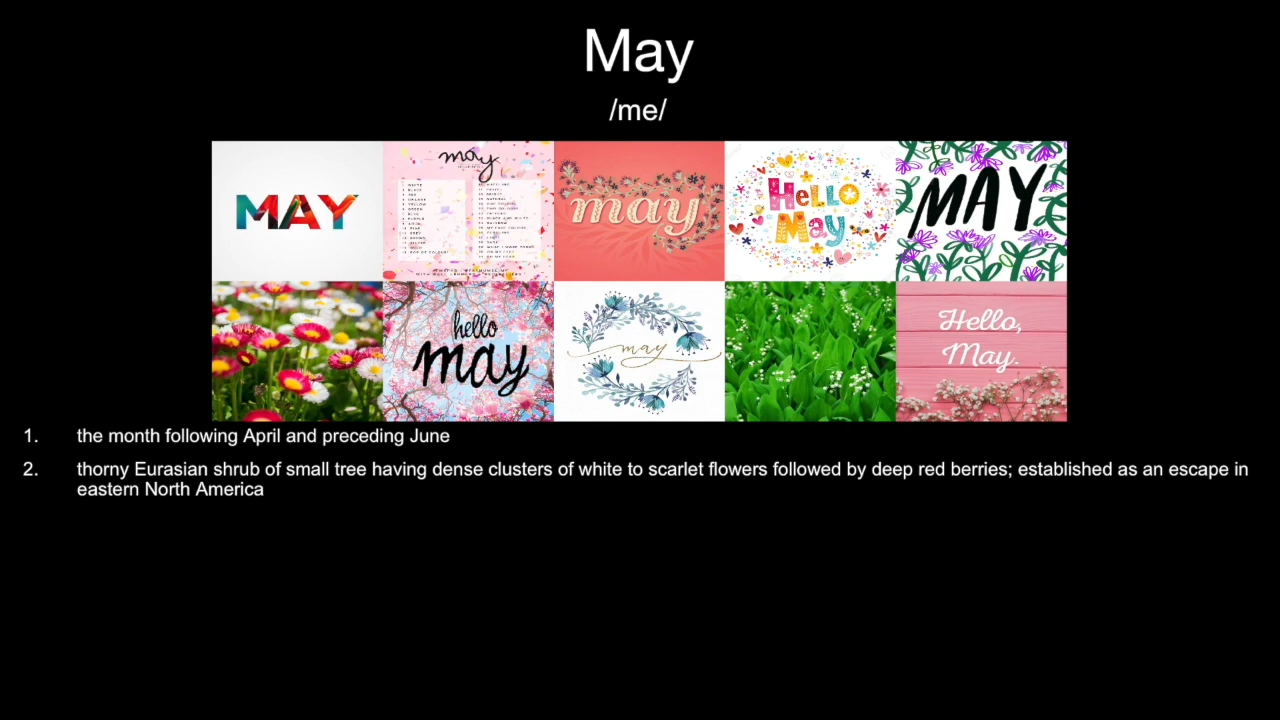 May
/me/
MAY
may
may
HELLO
May
MAY
hello
may
may
Hello,
May.
1. the month following April and preceding June
2. thorny Eurasian shrub of small tree having dense clusters of white to scarlet flowers followed by deep red berries; established as an escape in
eastern North America